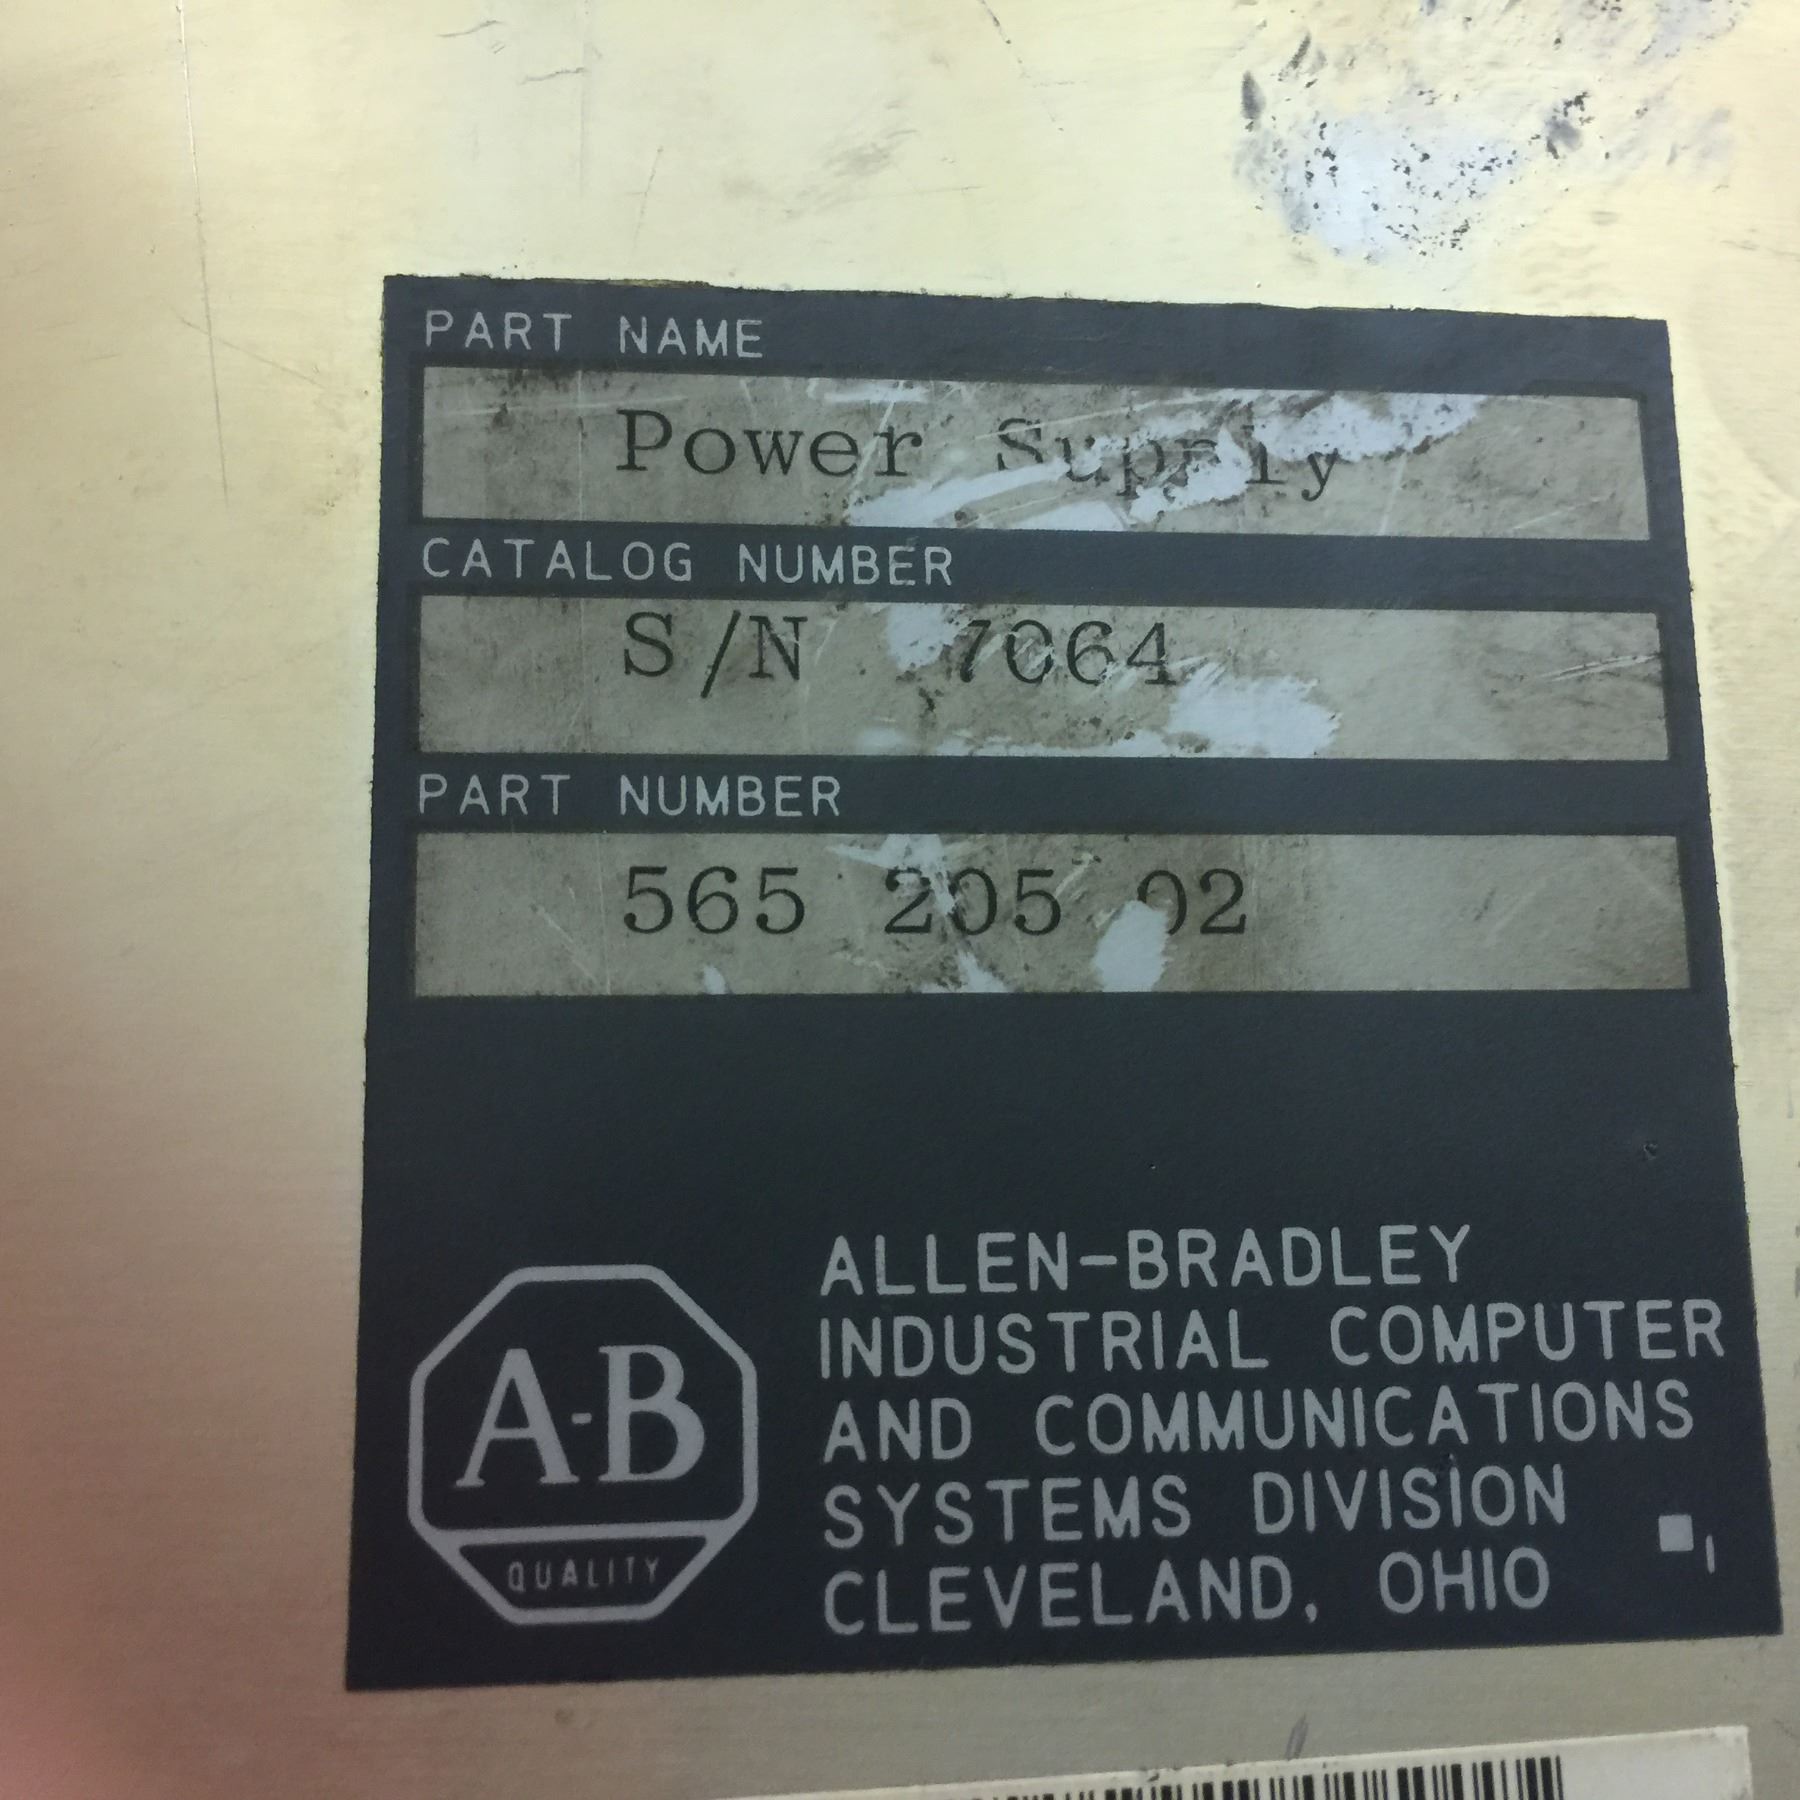 PART NAME
Power Supply
CATALOG NUMBER
S/N 7064
PART NUMBER
565 205 02
ALLEN-BRADLEY
INDUSTRIAL COMPUTER
AND COMMUNICATIONS
SYSTEMS DIVISION
CLEVELAND, OHIO
A-B
QUALITY